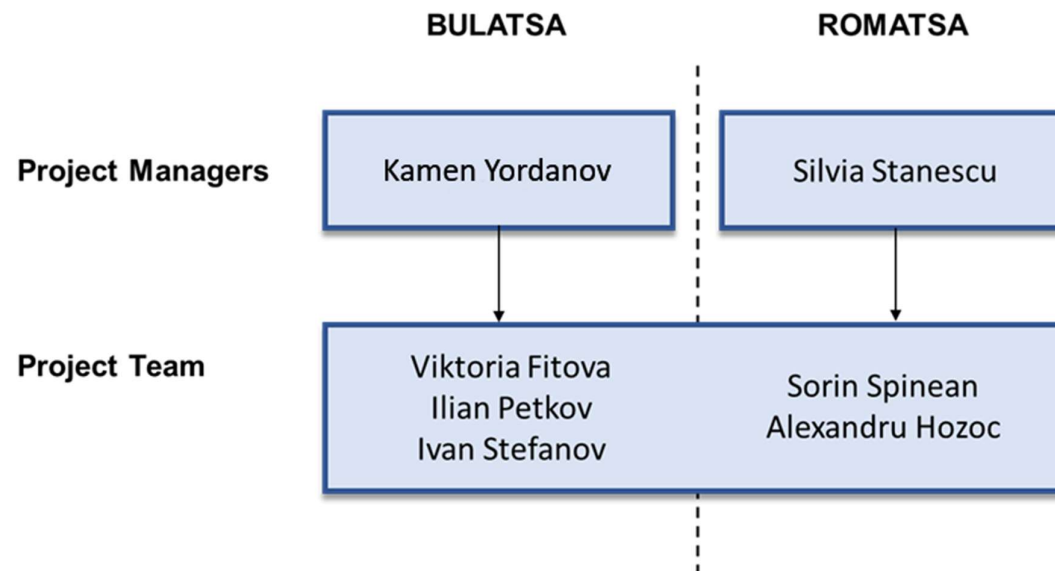 BULATSA
ROMATSA
Project Managers
Kamen Yordanov
Silvia Stanescu
Project Team
Viktoria Fitova
Ilian Petkov
Ivan Stefanov
Sorin Spinean
Alexandru Hozoc